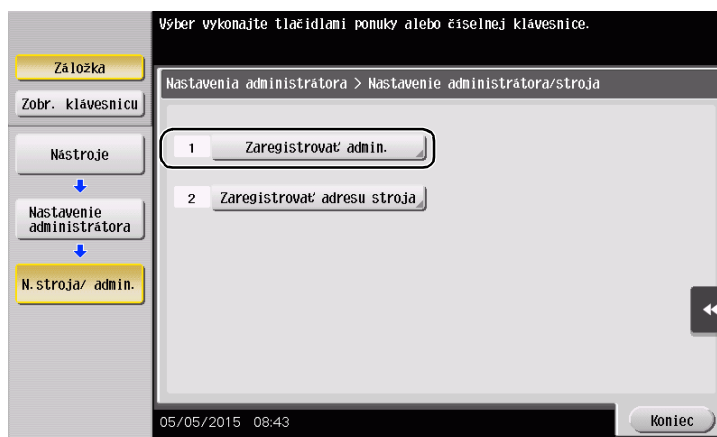 Výber vykonajte tlačidlami ponuky alebo číselnej klávesnice.
Záložka
Zobr. klávesnicu
Nástroje
Nastavenie
administrátora
N.stroja/ admin.
Nastavenia administrátora > Nastavenie administrátora/stroja
1 Zaregistrovať admin.
2 Zaregistrovať adresu stroja
05/05/2015 08:43
Koniec